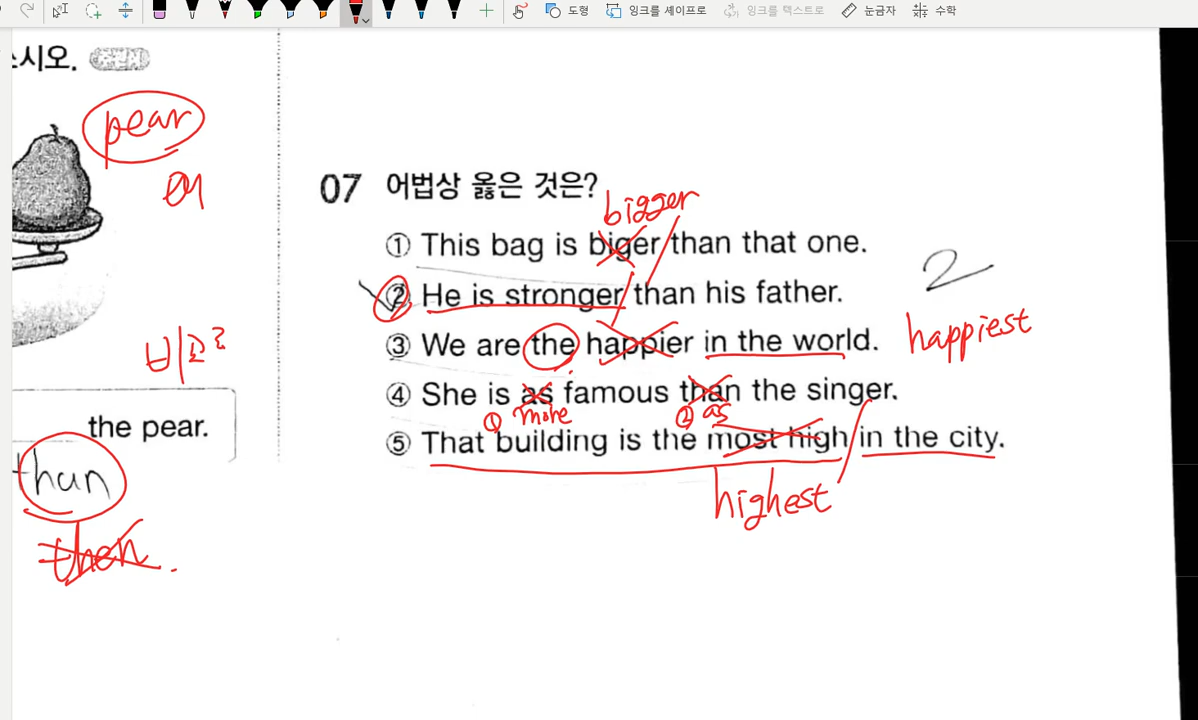 도형 잉크를 셰이프로 잉크를 텍스트로 눈금자 수학
시오. 주관식
pear
the pear.
than
then.
07 어법상 옳은 것은?
bigger
① This bag is biger than that one.
② He is stronger than his father.
2
③ We are the happier in the world.
happiest
④ She is as famous than the singer.
① more ② as
⑤ That building is the most high in the city.
highest